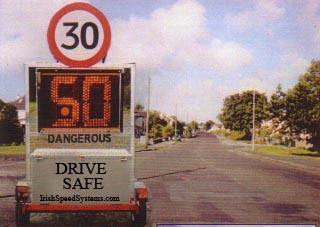 30
50
DANGEROUS
DRIVE
SAFE
IrishSpeedSystems.com